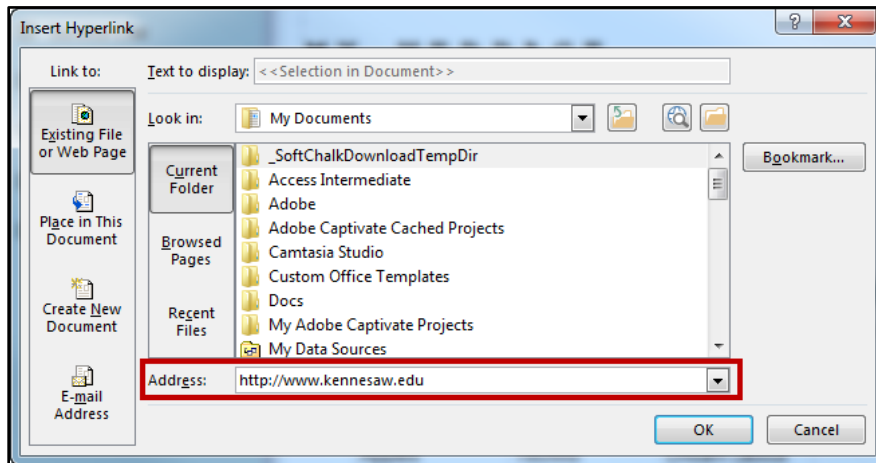 Insert Hyperlink
Link to:
Text to display: <<Selection in Document>>
Existing File
or Web Page
Place in This
Document
Create New
Document
E-mail
Address
Look in: My Documents
Current
Folder
Browsed
Pages
Recent
Files
_SoftChalkDownloadTempDir
Access Intermediate
Adobe
Adobe Captivate Cached Projects
Camtasia Studio
Custom Office Templates
Docs
My Adobe Captivate Projects
My Data Sources
Bookmark...
Address: http://www.kennesaw.edu
OK
Cancel